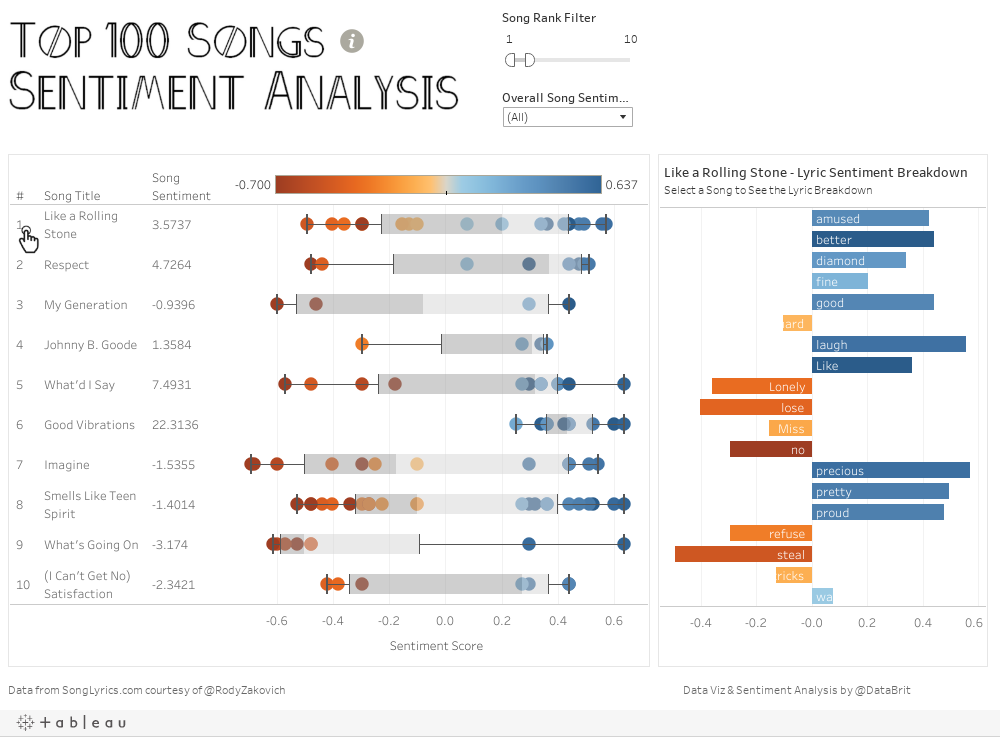 Top 100 Songs
Sentiment Analysis
i
Song Rank Filter
1 10
Overall Song Sentim...
(All)
# Song Title Song Sentiment
-0.700 0.637
1 Like a Rolling Stone 3.5737
2 Respect 4.7264
3 My Generation -0.9396
4 Johnny B. Goode 1.3584
5 What'd I Say 7.4931
6 Good Vibrations 22.3136
7 Imagine -1.5355
8 Smells Like Teen Spirit -1.4014
9 What's Going On -3.174
10 (I Can't Get No) Satisfaction -2.3421
-0.6 -0.4 -0.2 0.0 0.2 0.4 0.6
Sentiment Score
Like a Rolling Stone - Lyric Sentiment Breakdown
Select a Song to See the Lyric Breakdown
amused
better
diamond
fine
good
ard
laugh
Like
Lonely
lose
Miss
no
precious
pretty
proud
refuse
steal
ricks
wa
-0.4 -0.2 -0.0 0.2 0.4 0.6
Data from SongLyrics.com courtesy of @RodyZakovich
Data Viz & Sentiment Analysis by @DataBrit
+ableau